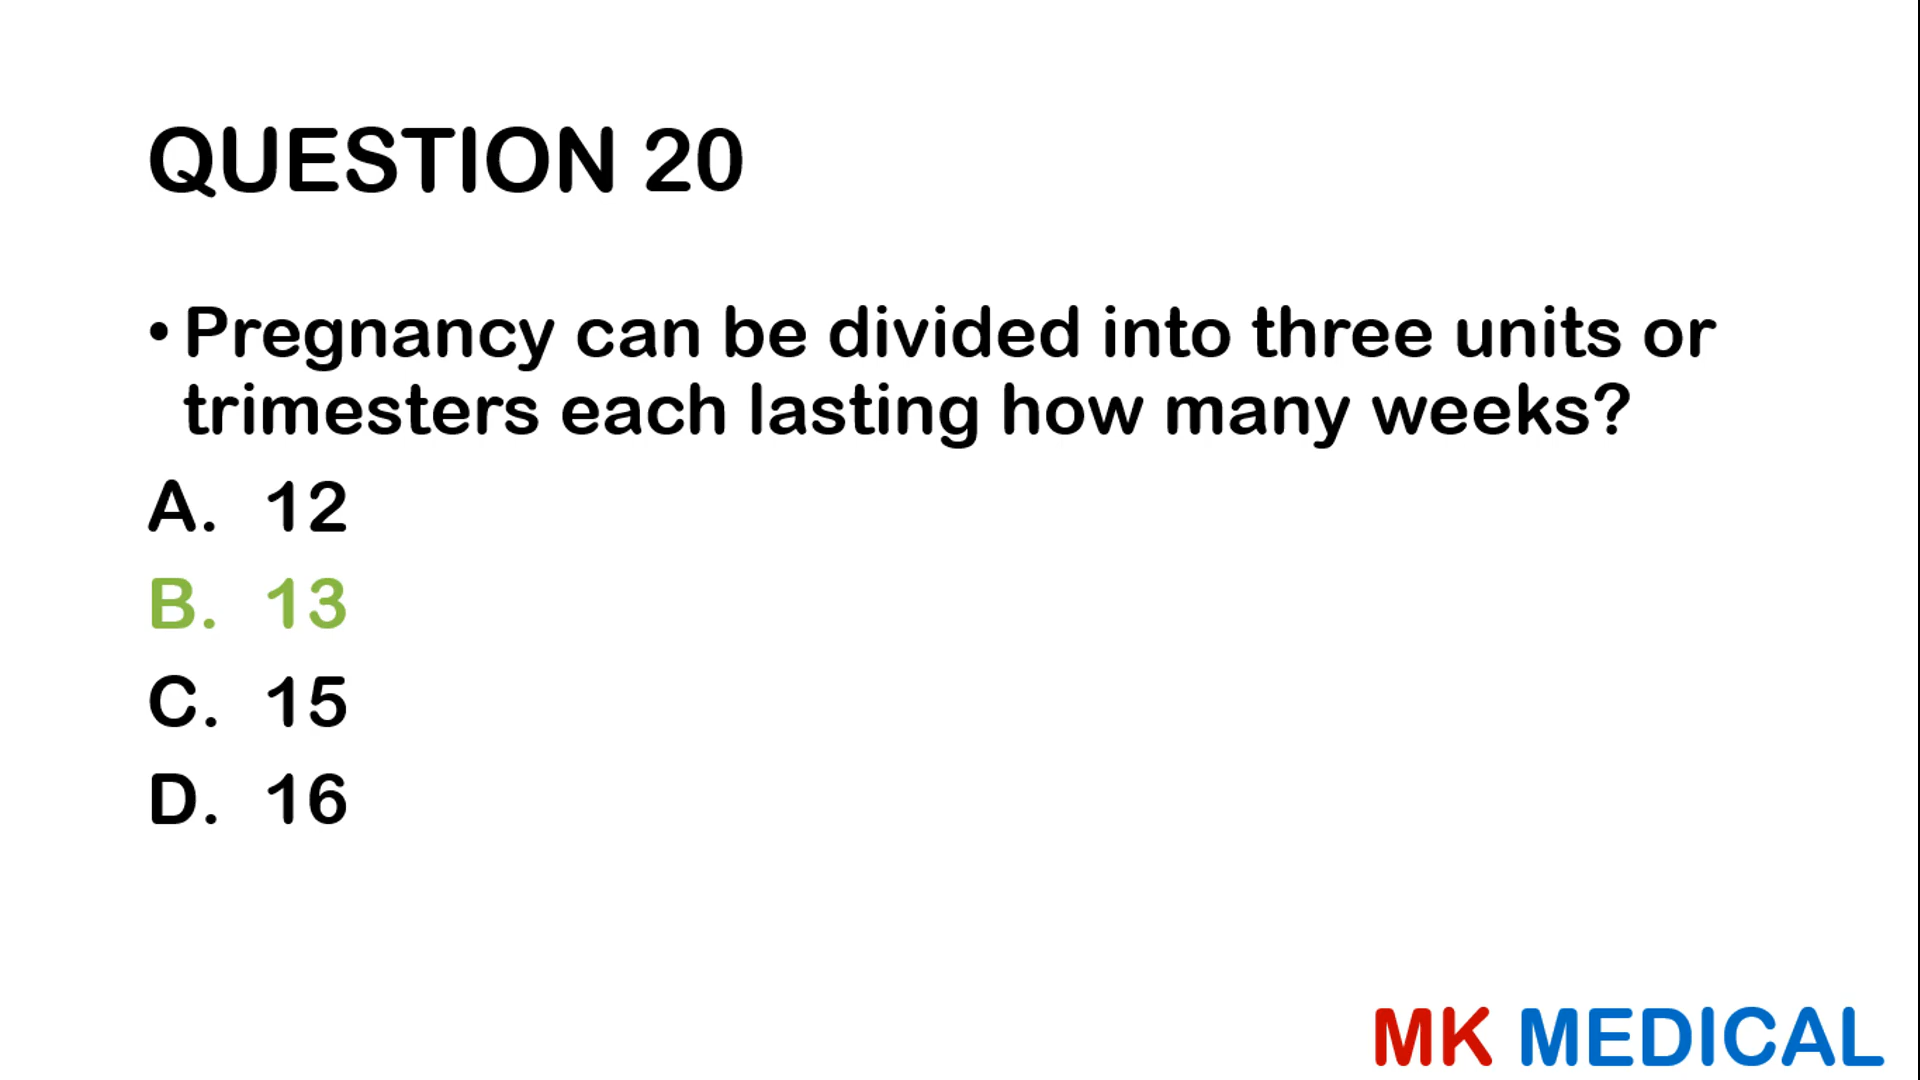 QUESTION 20
• Pregnancy can be divided into three units or
trimesters each lasting how many weeks?
A. 12
B. 13
C. 15
D. 16
MK MEDICAL